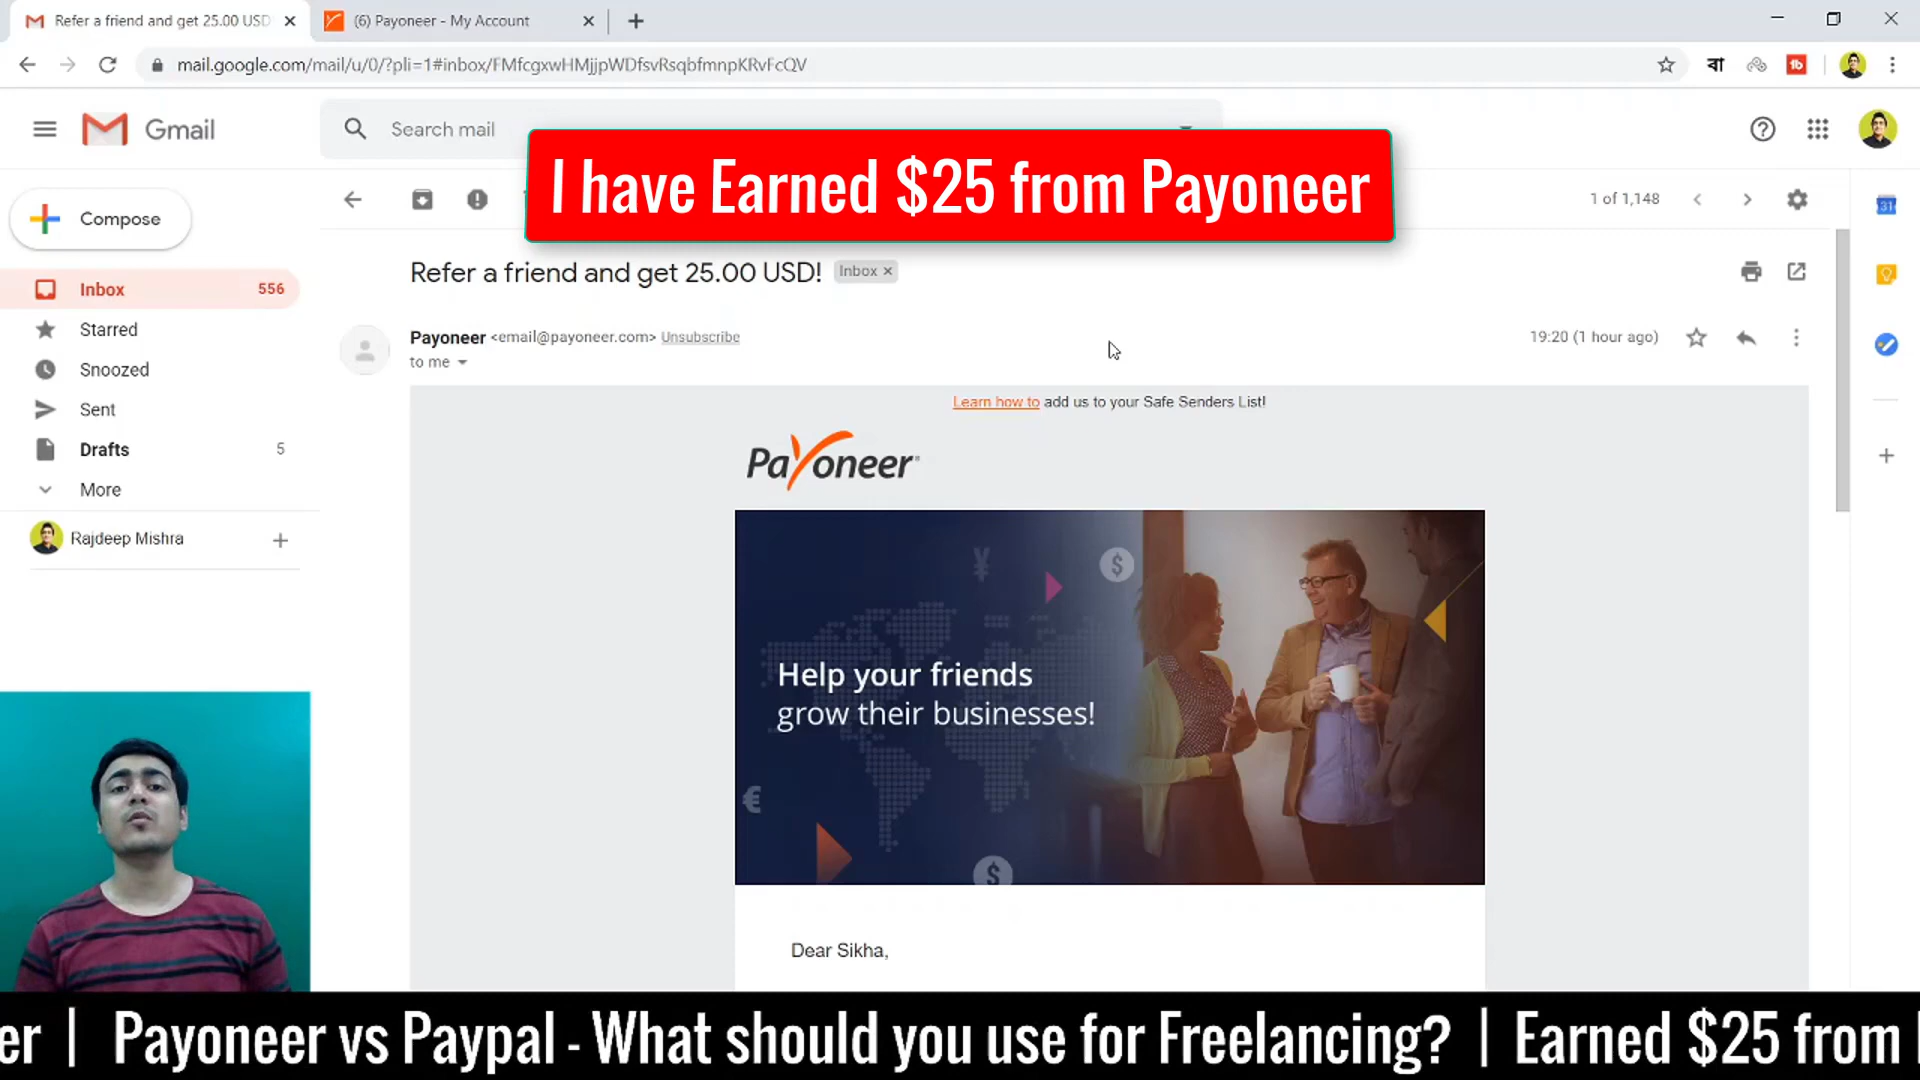 Refer a friend and get 25.00 USD
(6) Payoneer - My Account
mail.google.com/mail/u/0/?pli=1#inbox/FMfcgxwHMjjpWDfsvRsqbfmnpKRvFcQV
বা
tb
Gmail
Search mail
I have Earned $25 from Payoneer
Compose
1 of 1,148
31
Refer a friend and get 25.00 USD!
Inbox ×
Inbox 556
Starred
Snoozed
Sent
Drafts 5
More
Rajdeep Mishra
Payoneer <email@payoneer.com> Unsubscribe
19:20 (1 hour ago)
to me
Learn how to add us to your Safe Senders List!
Payoneer
¥
$
Help your friends
grow their businesses!
€
$
Dear Sikha,
er | Payoneer vs Paypal - What should you use for Freelancing? | Earned $25 from